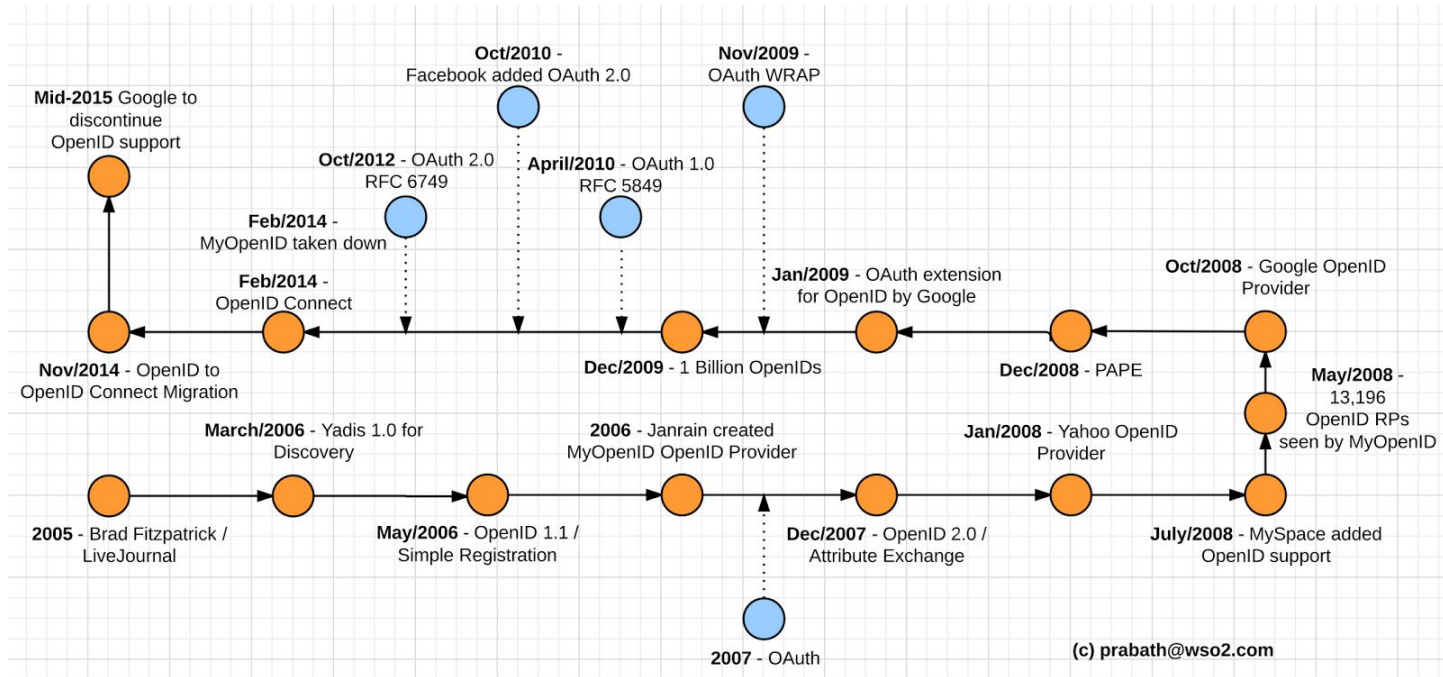 Oct/2010 -
Facebook added OAuth 2.0
Nov/2009 -
OAuth WRAP
Mid-2015 Google to
discontinue
OpenID support
Oct/2012 - OAuth 2.0
RFC 6749
April/2010 - OAuth 1.0
RFC 5849
Feb/2014 -
MyOpenID taken down
Feb/2014 -
OpenID Connect
Jan/2009 - OAuth extension
for OpenID by Google
Oct/2008 - Google OpenID
Provider
Nov/2014 - OpenID to
OpenID Connect Migration
Dec/2009 - 1 Billion OpenIDs
Dec/2008 - PAPE
May/2008 -
13,196
OpenID RPs
seen by MyOpenID
March/2006 - Yadis 1.0 for
Discovery
2006 - Janrain created
MyOpenID OpenID Provider
Jan/2008 - Yahoo OpenID
Provider
2005 - Brad Fitzpatrick /
LiveJournal
May/2006 - OpenID 1.1 /
Simple Registration
Dec/2007 - OpenID 2.0 /
Attribute Exchange
July/2008 - MySpace added
OpenID support
2007 - OAuth
(c) prabath@wso2.com